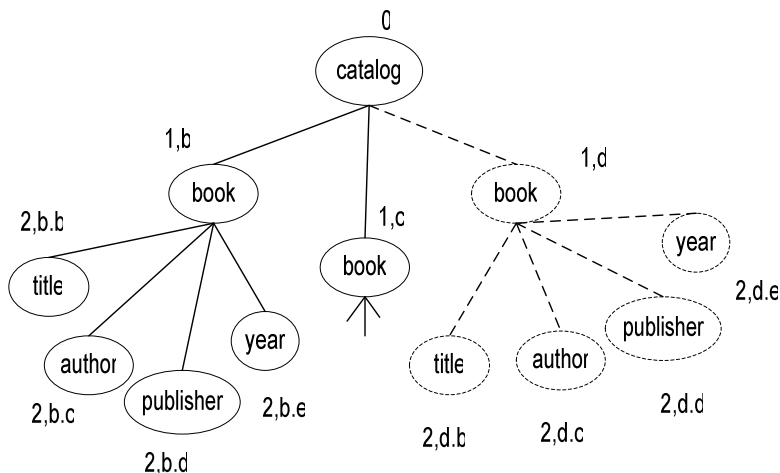 0
catalog
1,b
book
1,c
book
1,d
book
2,b.b
title
author
2,b.c
publisher
2,b.d
year
2,b.e
title
2,d.b
author
2,d.c
publisher
2,d.d
year
2,d.e